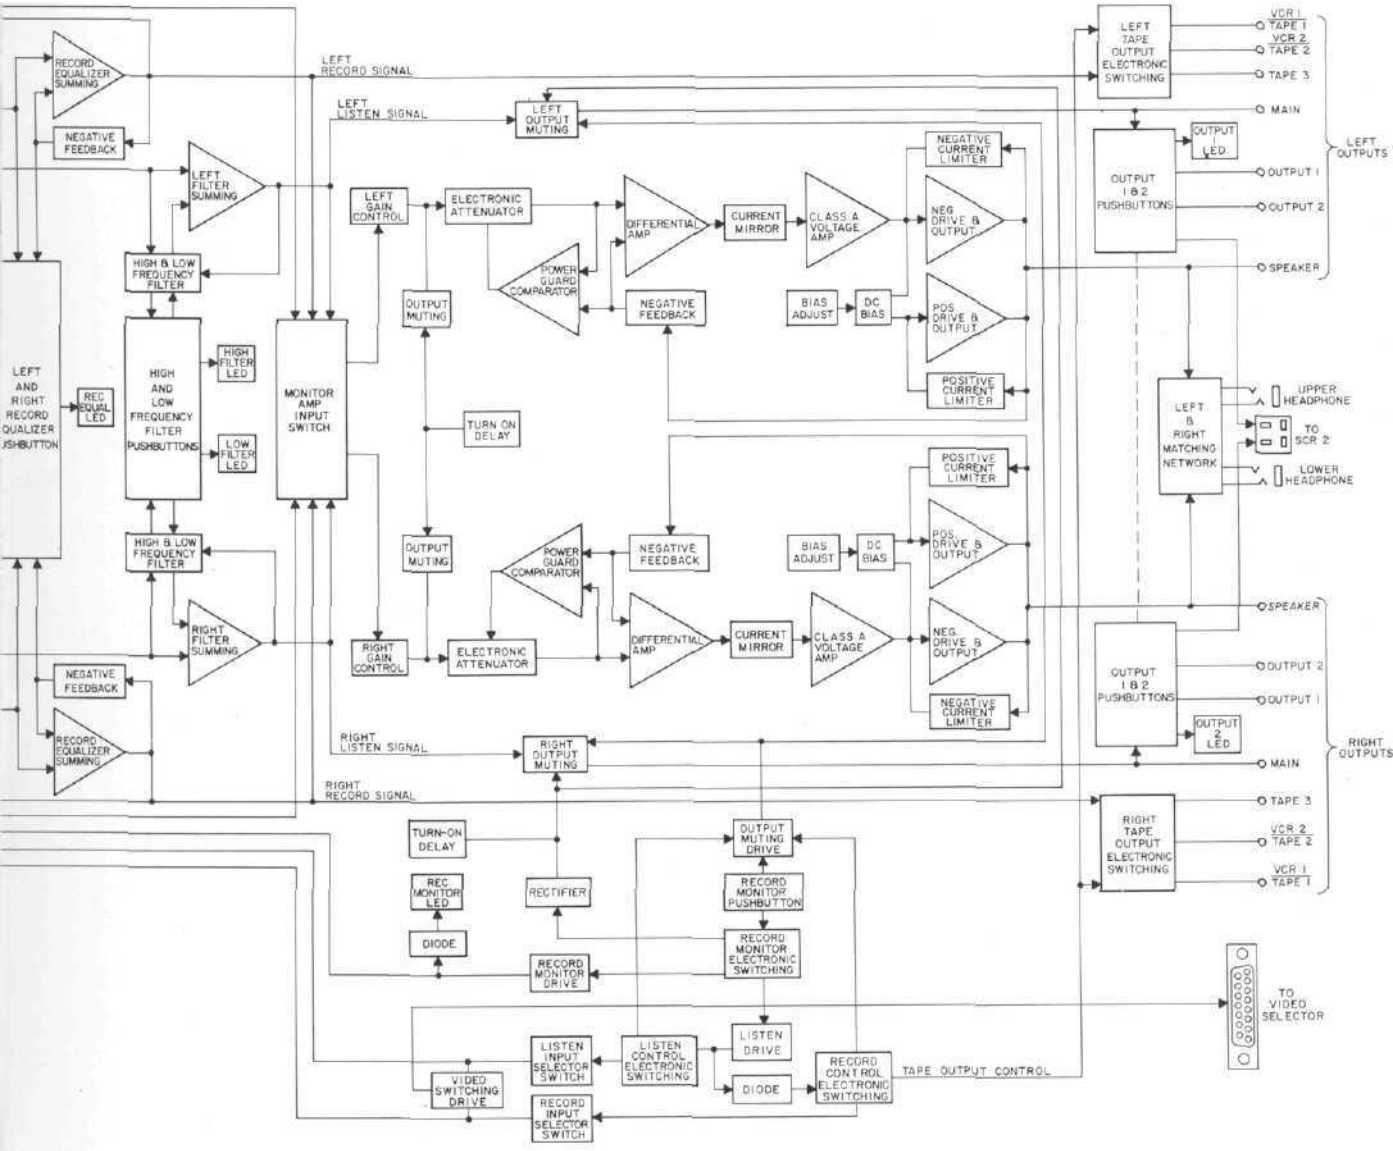 VCR 1
TAPE 1
VCR 2
TAPE 2
TAPE 3
LEFT
TAPE
OUTPUT
ELECTRONIC
SWITCHING
RECORD
EQUALIZER
SUMMING
LEFT
RECORD SIGNAL
LEFT
LISTEN SIGNAL
LEFT
OUTPUT
MUTING
MAIN
NEGATIVE
FEEDBACK
NEGATIVE
CURRENT
LIMITER
OUTPUT
1
LED
LEFT
OUTPUTS
LEFT
FILTER
SUMMING
LEFT
GAIN
CONTROL
ELECTRONIC
ATTENUATOR
DIFFERENTIAL
AMP
CURRENT
MIRROR
CLASS A
VOLTAGE
AMP
NEG
DRIVE &
OUTPUT
OUTPUT
1 & 2
PUSHBUTTONS
OUTPUT 1
OUTPUT 2
SPEAKER
HIGH & LOW
FREQUENCY
FILTER
POWER
GUARD
COMPARATOR
OUTPUT
MUTING
NEGATIVE
FEEDBACK
BIAS
ADJUST
DC
BIAS
POS
DRIVE &
OUTPUT
LEFT
AND
RIGHT
RECORD
QUALIZER
JSHBUTTON
REC
EQUAL
LED
HIGH
AND
LOW
FREQUENCY
FILTER
PUSHBUTTONS
HIGH
FILTER
LED
LOW
FILTER
LED
MONITOR
AMP
INPUT
SWITCH
TURN ON
DELAY
POSITIVE
CURRENT
LIMITER
LEFT
&
RIGHT
MATCHING
NETWORK
UPPER
HEADPHONE
TO
SCR 2
LOWER
HEADPHONE
POSITIVE
CURRENT
LIMITER
HIGH & LOW
FREQUENCY
FILTER
OUTPUT
MUTING
POWER
GUARD
COMPARATOR
NEGATIVE
FEEDBACK
BIAS
ADJUST
DC
BIAS
POS.
DRIVE &
OUTPUT
RIGHT
FILTER
SUMMING
RIGHT
GAIN
CONTROL
ELECTRONIC
ATTENUATOR
DIFFERENTIAL
AMP
CURRENT
MIRROR
CLASS A
VOLTAGE
AMP
NEG.
DRIVE &
OUTPUT
SPEAKER
OUTPUT
1 & 2
PUSHBUTTONS
OUTPUT 2
OUTPUT 1
NEGATIVE
FEEDBACK
NEGATIVE
CURRENT
LIMITER
RECORD
EQUALIZER
SUMMING
RIGHT
LISTEN SIGNAL
RIGHT
OUTPUT
MUTING
OUTPUT
2
LED
RIGHT
OUTPUTS
MAIN
RIGHT
RECORD SIGNAL
TAPE 3
VCR 2
TAPE 2
VCR 1
TAPE 1
RIGHT
TAPE
OUTPUT
ELECTRONIC
SWITCHING
TURN-ON
DELAY
OUTPUT
MUTING
DRIVE
REC
MONITOR
LED
RECTIFIER
RECORD
MONITOR
PUSHBUTTON
DIODE
RECORD
MONITOR
DRIVE
RECORD
MONITOR
ELECTRONIC
SWITCHING
TO
VIDEO
SELECTOR
LISTEN
INPUT
SELECTOR
SWITCH
LISTEN
CONTROL
ELECTRONIC
SWITCHING
LISTEN
DRIVE
VIDEO
SWITCHING
DRIVE
DIODE
RECORD
CONTROL
ELECTRONIC
SWITCHING
TAPE OUTPUT CONTROL
RECORD
INPUT
SELECTOR
SWITCH